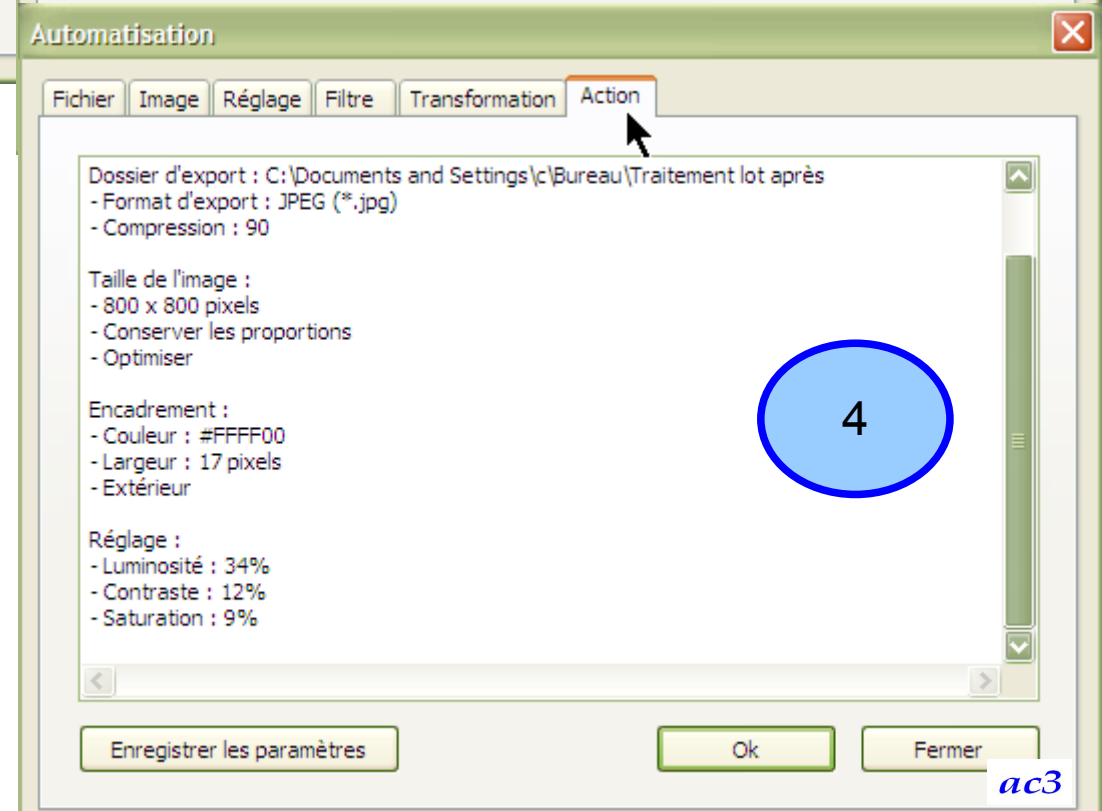 Automatisation
Fichier Image Réglage Filtre Transformation Action
Dossier d'export : C:\Documents and Settings\c\Bureau\Traitement lot après
- Format d'export : JPEG (*.jpg)
- Compression : 90
Taille de l'image :
- 800 x 800 pixels
- Conserver les proportions
- Optimiser
Encadrement :
- Couleur : #FFFF00
- Largeur : 17 pixels
- Extérieur
4
Réglage :
- Luminosité : 34%
- Contraste : 12%
- Saturation : 9%
Enregistrer les paramètres Ok Fermer
ac3